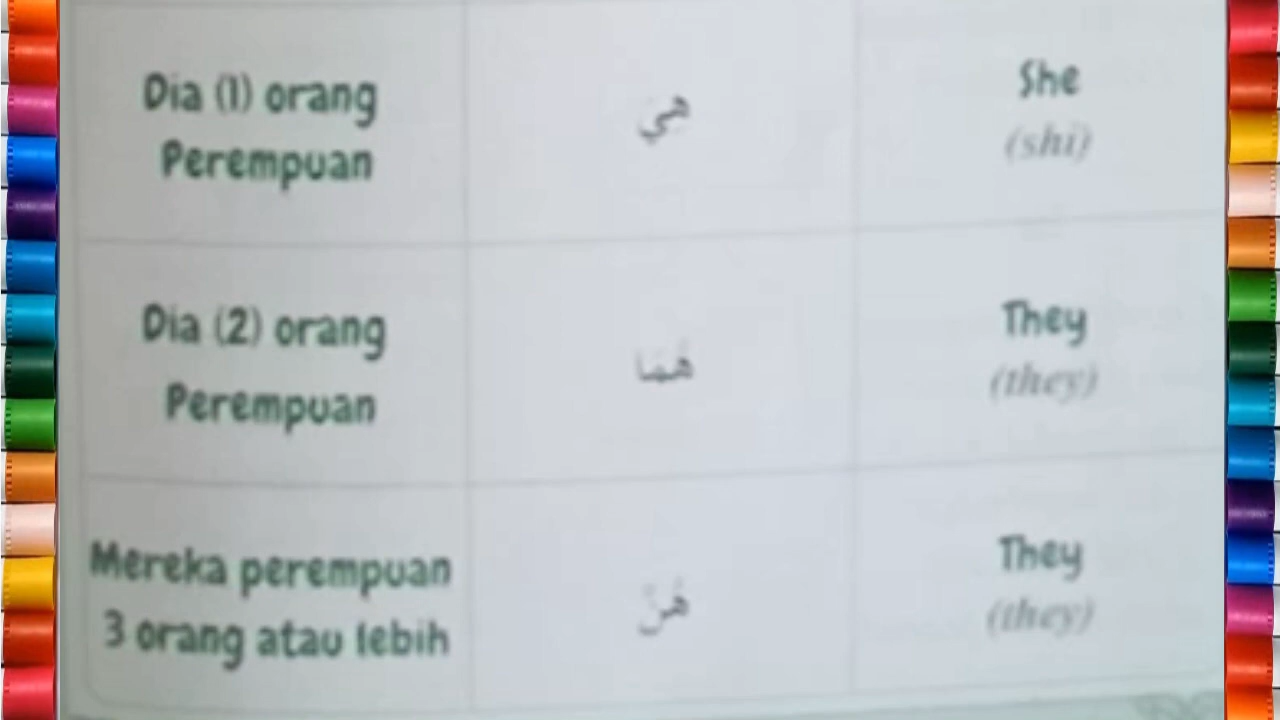 Dia (1) orang
Perempuan
هي
She
(shi)
Dia (2) orang
Perempuan
هُمَا
They
(they)
Mereka perempuan
3 orang atau lebih
هُنّ
They
(they)